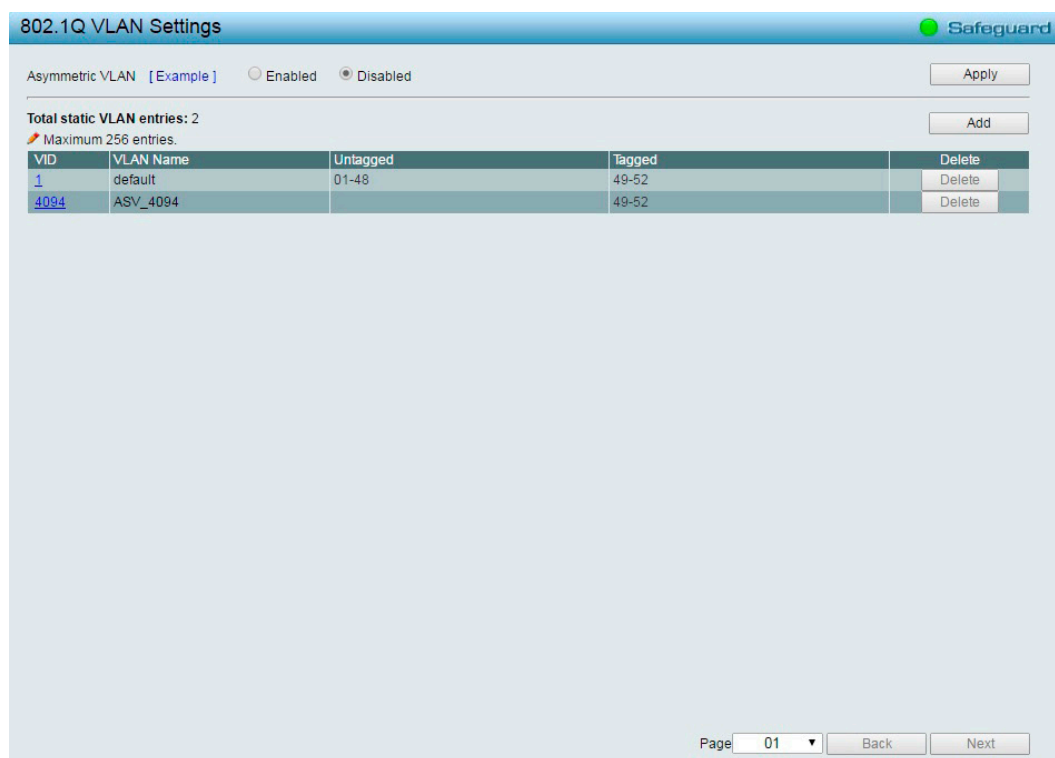 802.1Q VLAN Settings Safeguard
Asymmetric VLAN [ Example ] Enabled Disabled Apply
Total static VLAN entries: 2 Add
Maximum 256 entries.
VID VLAN Name Untagged Tagged Delete
1 default 01-48 49-52 Delete
4094 ASV_4094 49-52 Delete
Page 01 Back Next